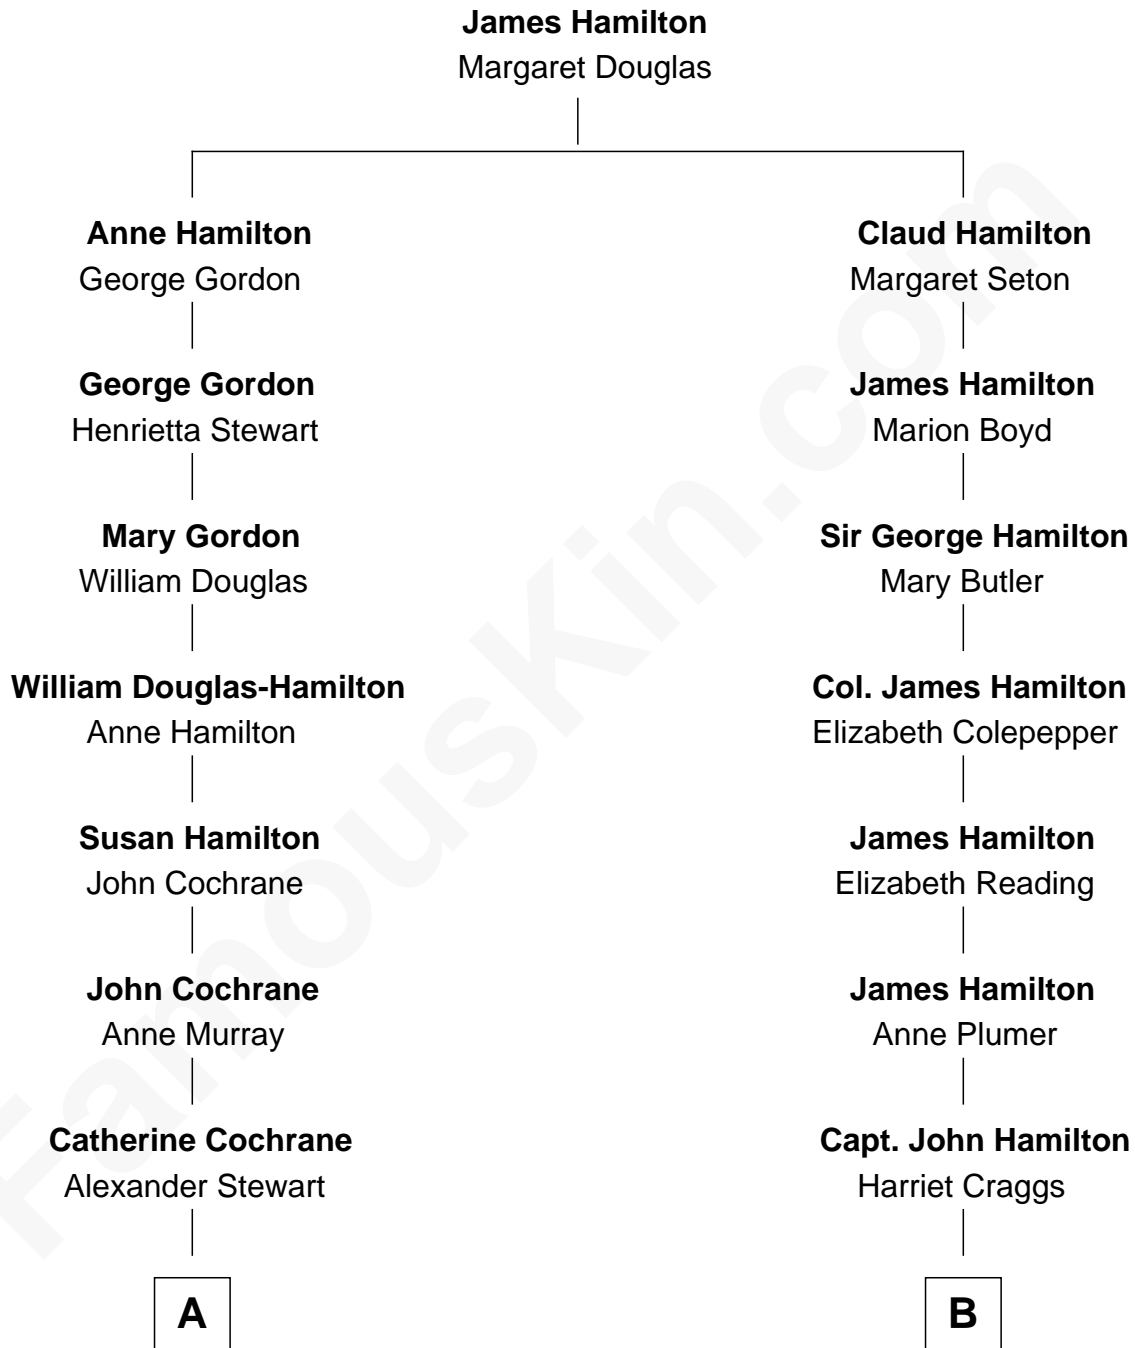 James Hamilton
Margaret Douglas
Anne Hamilton
George Gordon
Claud Hamilton
Margaret Seton
George Gordon
Henrietta Stewart
James Hamilton
Marion Boyd
Mary Gordon
William Douglas
Sir George Hamilton
Mary Butler
William Douglas-Hamilton
Anne Hamilton
Col. James Hamilton
Elizabeth Colepepper
Susan Hamilton
John Cochrane
James Hamilton
Elizabeth Reading
John Cochrane
Anne Murray
James Hamilton
Anne Plumer
Catherine Cochrane
Alexander Stewart
Capt. John Hamilton
Harriet Craggs
A
B
FamousKin.com